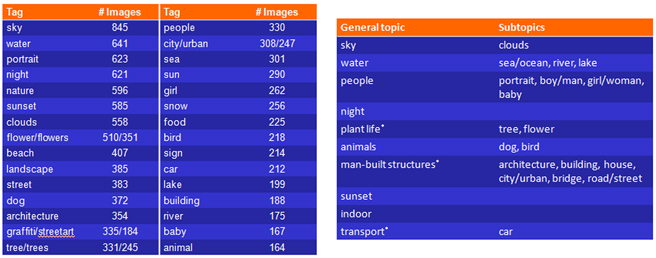 Tag # Images Tag # Images
sky 845 people 330
water 641 city/urban 308/247
portrait 623 sea 301
night 621 sun 290
nature 596 girl 262
sunset 585 snow 256
clouds 558 food 225
flower/flowers 510/351 bird 218
beach 407 sign 214
landscape 385 car 212
street 383 lake 199
dog 372 building 188
architecture 354 river 175
graffiti/streetart 335/184 baby 167
tree/trees 331/245 animal 164
General topic Subtopics
sky clouds
water sea/ocean, river, lake
people portrait, boy/man, girl/woman,
baby
night
plant life* tree, flower
animals dog, bird
man-built structures* architecture, building, house,
city/urban, bridge, road/street
sunset
indoor
transport* car